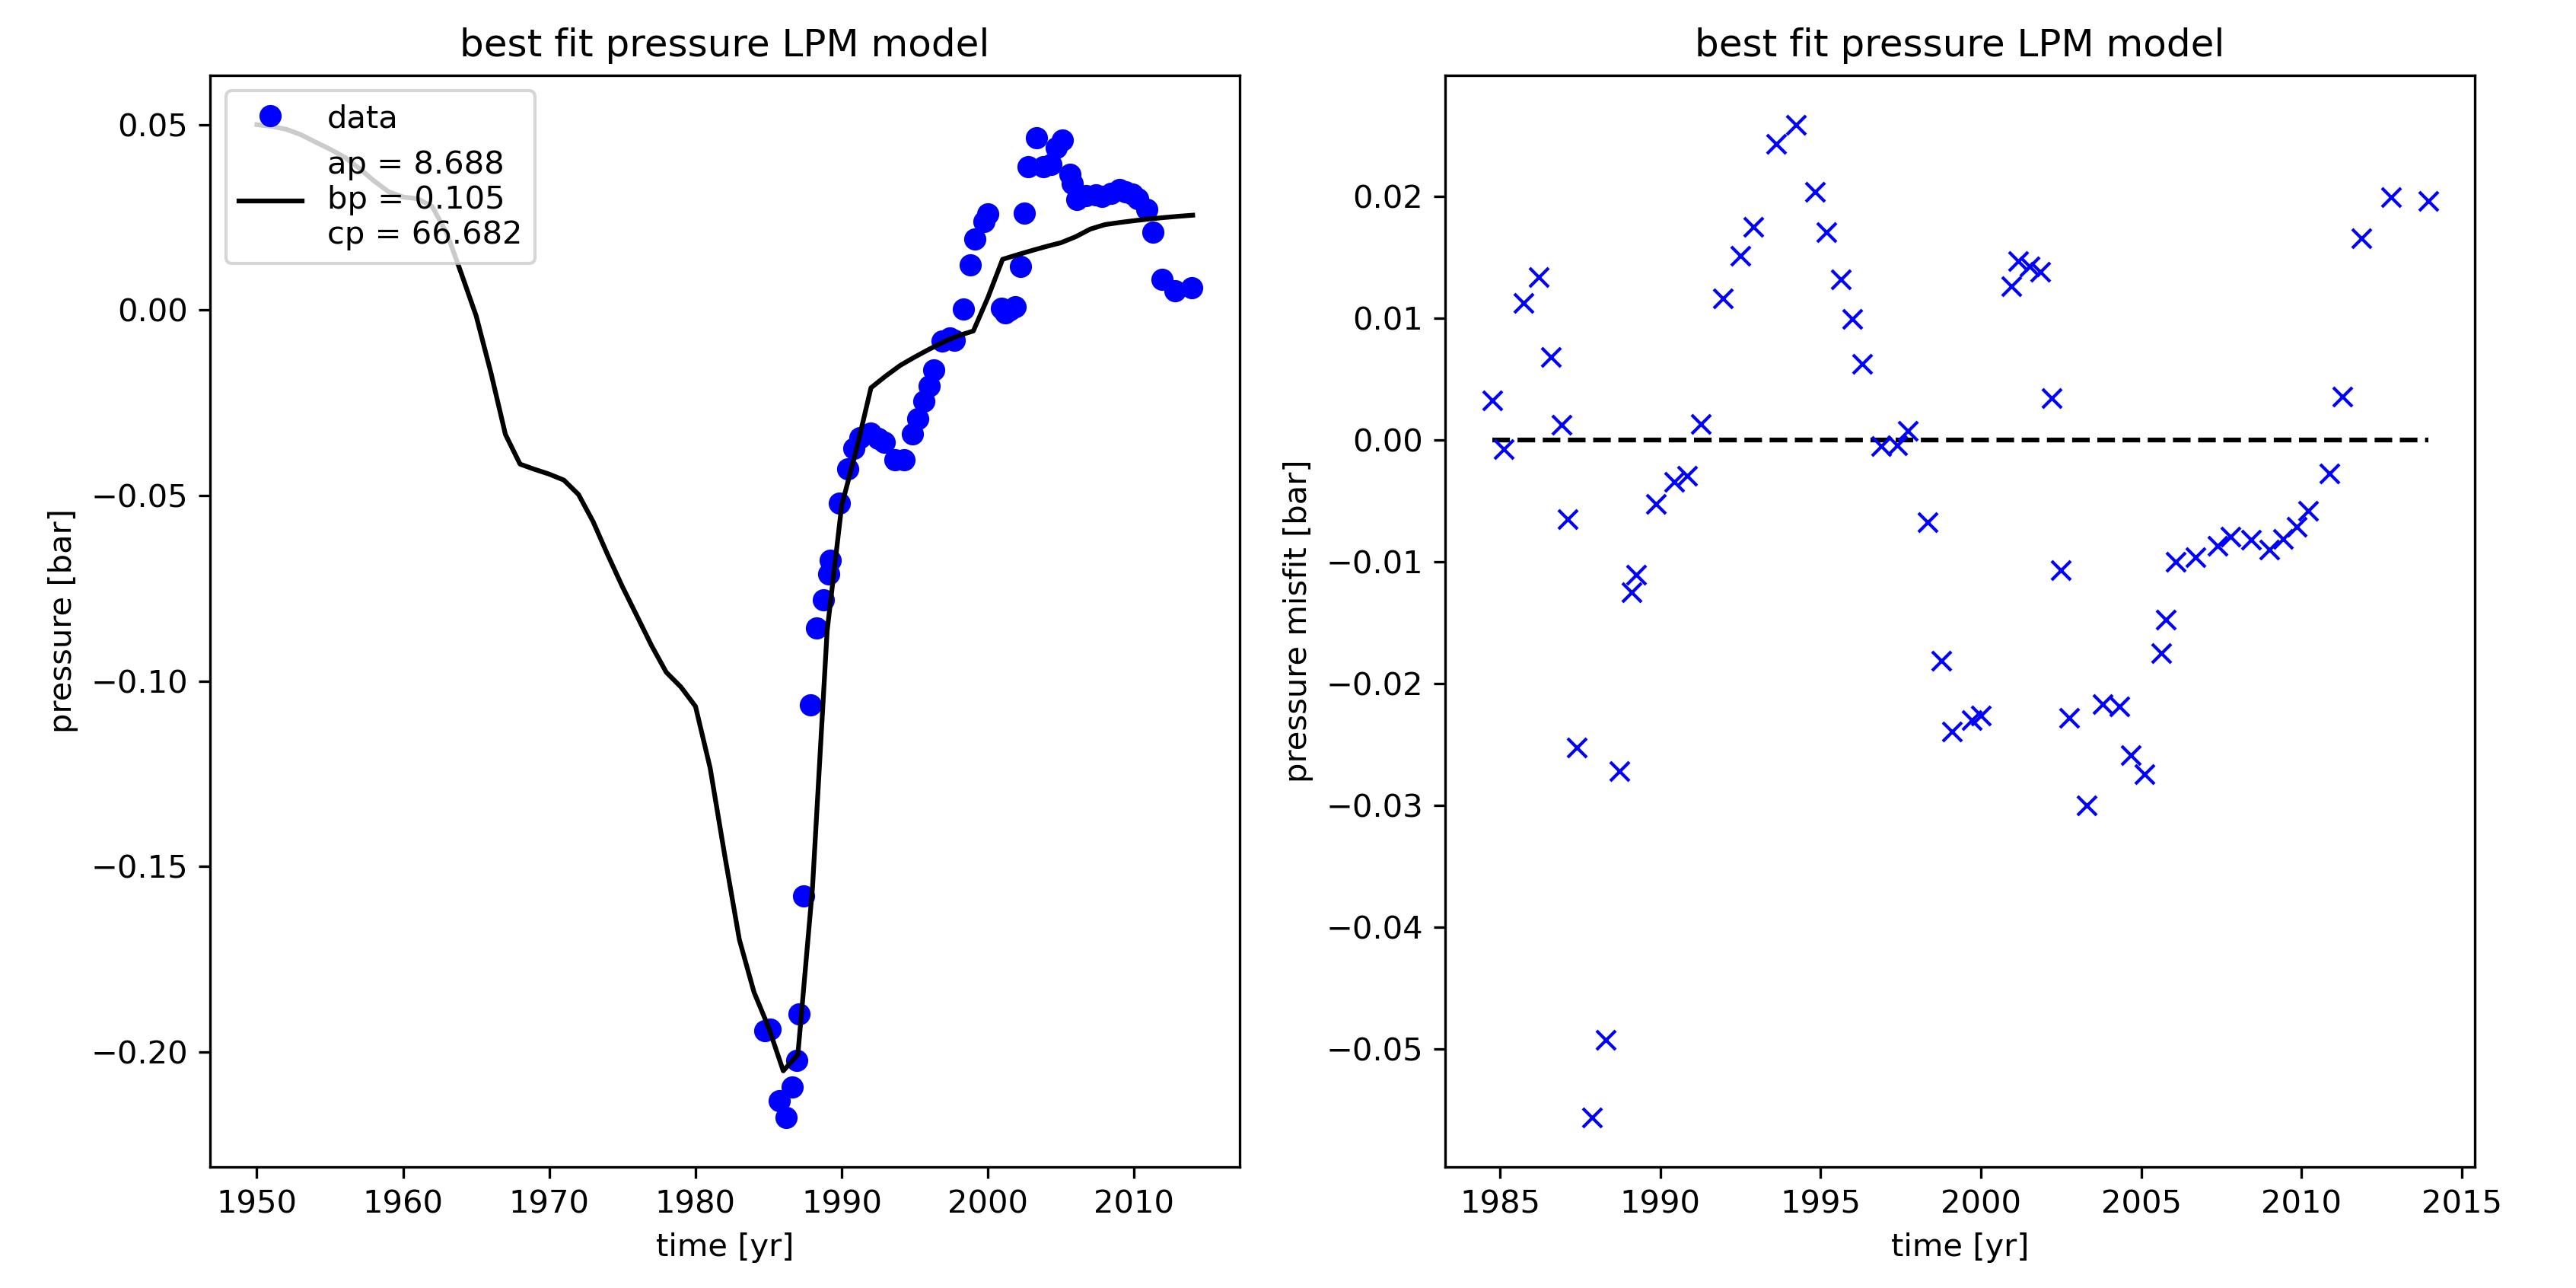 best fit pressure LPM model
data
ap = 8.688
bp = 0.105
cp = 66.682
0.05
0.00
−0.05
−0.10
−0.15
−0.20
pressure [bar]
1950 1960 1970 1980 1990 2000 2010
time [yr]
best fit pressure LPM model
0.02
0.01
0.00
−0.01
−0.02
−0.03
−0.04
−0.05
pressure misfit [bar]
1985 1990 1995 2000 2005 2010 2015
time [yr]